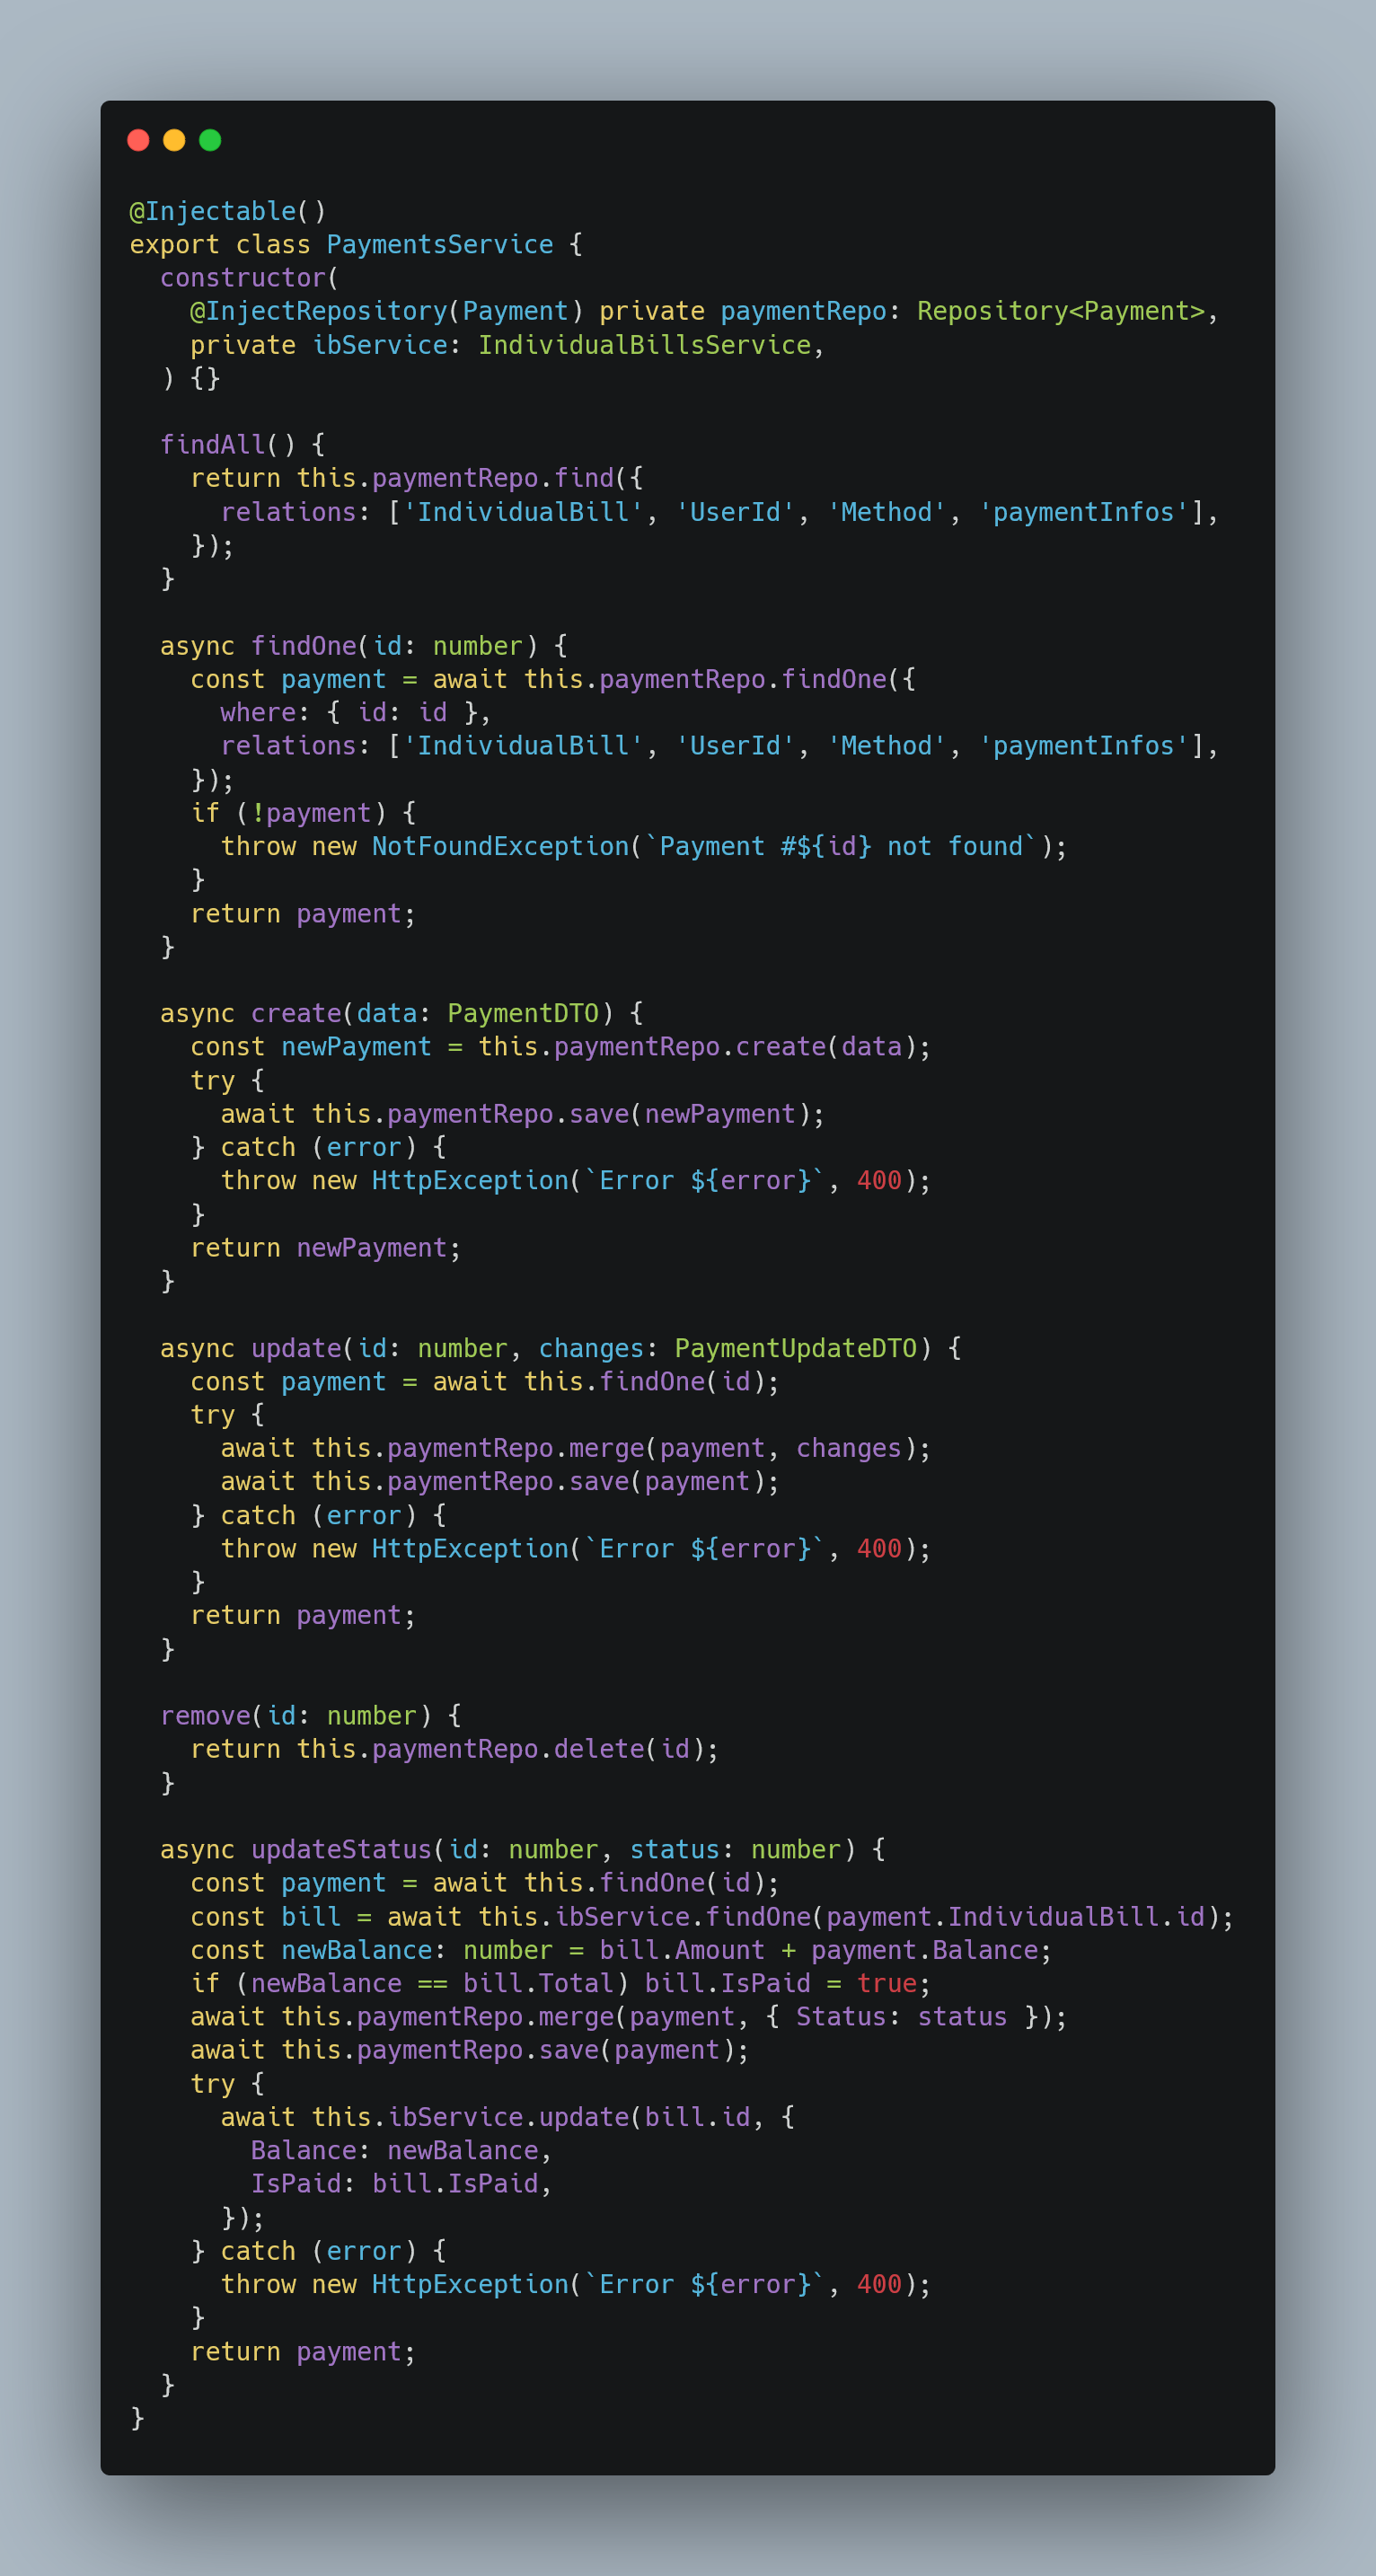 @Injectable()
export class PaymentsService {
  constructor(
    @InjectRepository(Payment) private paymentRepo: Repository<Payment>,
    private ibService: IndividualBillsService,
  ) {}

  findAll() {
    return this.paymentRepo.find({
      relations: ['IndividualBill', 'UserId', 'Method', 'paymentInfos'],
    });
  }

  async findOne(id: number) {
    const payment = await this.paymentRepo.findOne({
      where: { id: id },
      relations: ['IndividualBill', 'UserId', 'Method', 'paymentInfos'],
    });
    if (!payment) {
      throw new NotFoundException(`Payment #${id} not found`);
    }
    return payment;
  }

  async create(data: PaymentDTO) {
    const newPayment = this.paymentRepo.create(data);
    try {
      await this.paymentRepo.save(newPayment);
    } catch (error) {
      throw new HttpException(`Error ${error}`, 400);
    }
    return newPayment;
  }

  async update(id: number, changes: PaymentUpdateDTO) {
    const payment = await this.findOne(id);
    try {
      await this.paymentRepo.merge(payment, changes);
      await this.paymentRepo.save(payment);
    } catch (error) {
      throw new HttpException(`Error ${error}`, 400);
    }
    return payment;
  }

  remove(id: number) {
    return this.paymentRepo.delete(id);
  }

  async updateStatus(id: number, status: number) {
    const payment = await this.findOne(id);
    const bill = await this.ibService.findOne(payment.IndividualBill.id);
    const newBalance: number = bill.Amount + payment.Balance;
    if (newBalance == bill.Total) bill.IsPaid = true;
    await this.paymentRepo.merge(payment, { Status: status });
    await this.paymentRepo.save(payment);
    try {
      await this.ibService.update(bill.id, {
        Balance: newBalance,
        IsPaid: bill.IsPaid,
      });
    } catch (error) {
      throw new HttpException(`Error ${error}`, 400);
    }
    return payment;
  }
}